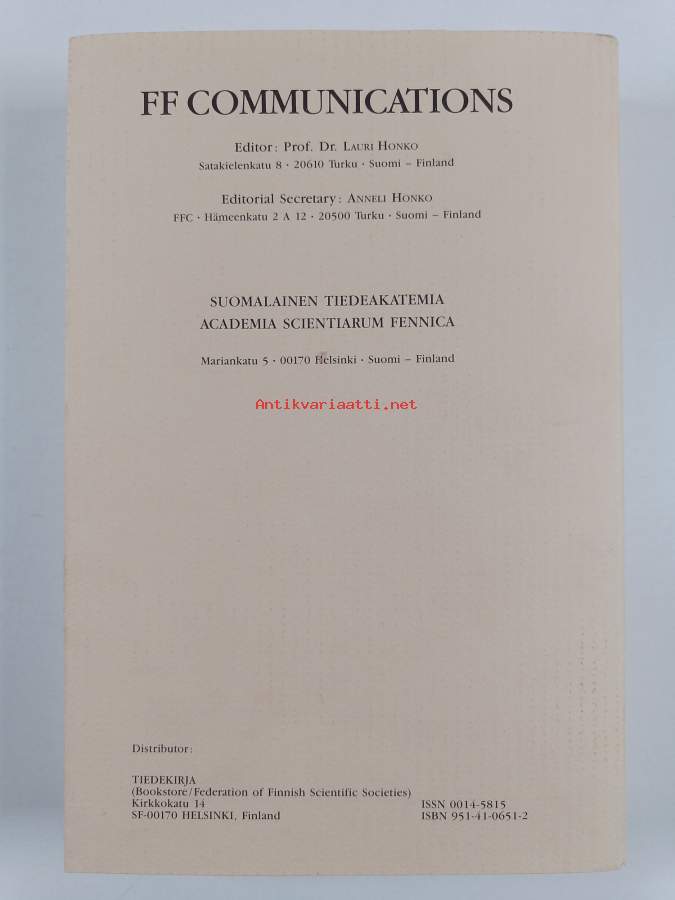 FF COMMUNICATIONS
Editor: Prof. Dr. LAURI HONKO
Satakielenkatu 8 · 20610 Turku · Suomi – Finland
Editorial Secretary: ANNELI HONKO
FFC · Hämeenkatu 2 A 12 · 20500 Turku · Suomi – Finland
SUOMALAINEN TIEDEAKATEMIA
ACADEMIA SCIENTIARUM FENNICA
Mariankatu 5 · 00170 Helsinki · Suomi – Finland
Antikvariaatti.net
Distributor:
TIEDEKIRJA
(Bookstore/Federation of Finnish Scientific Societies)
Kirkkokatu 14
SF-00170 HELSINKI, Finland
ISSN 0014-5815
ISBN 951-41-0651-2